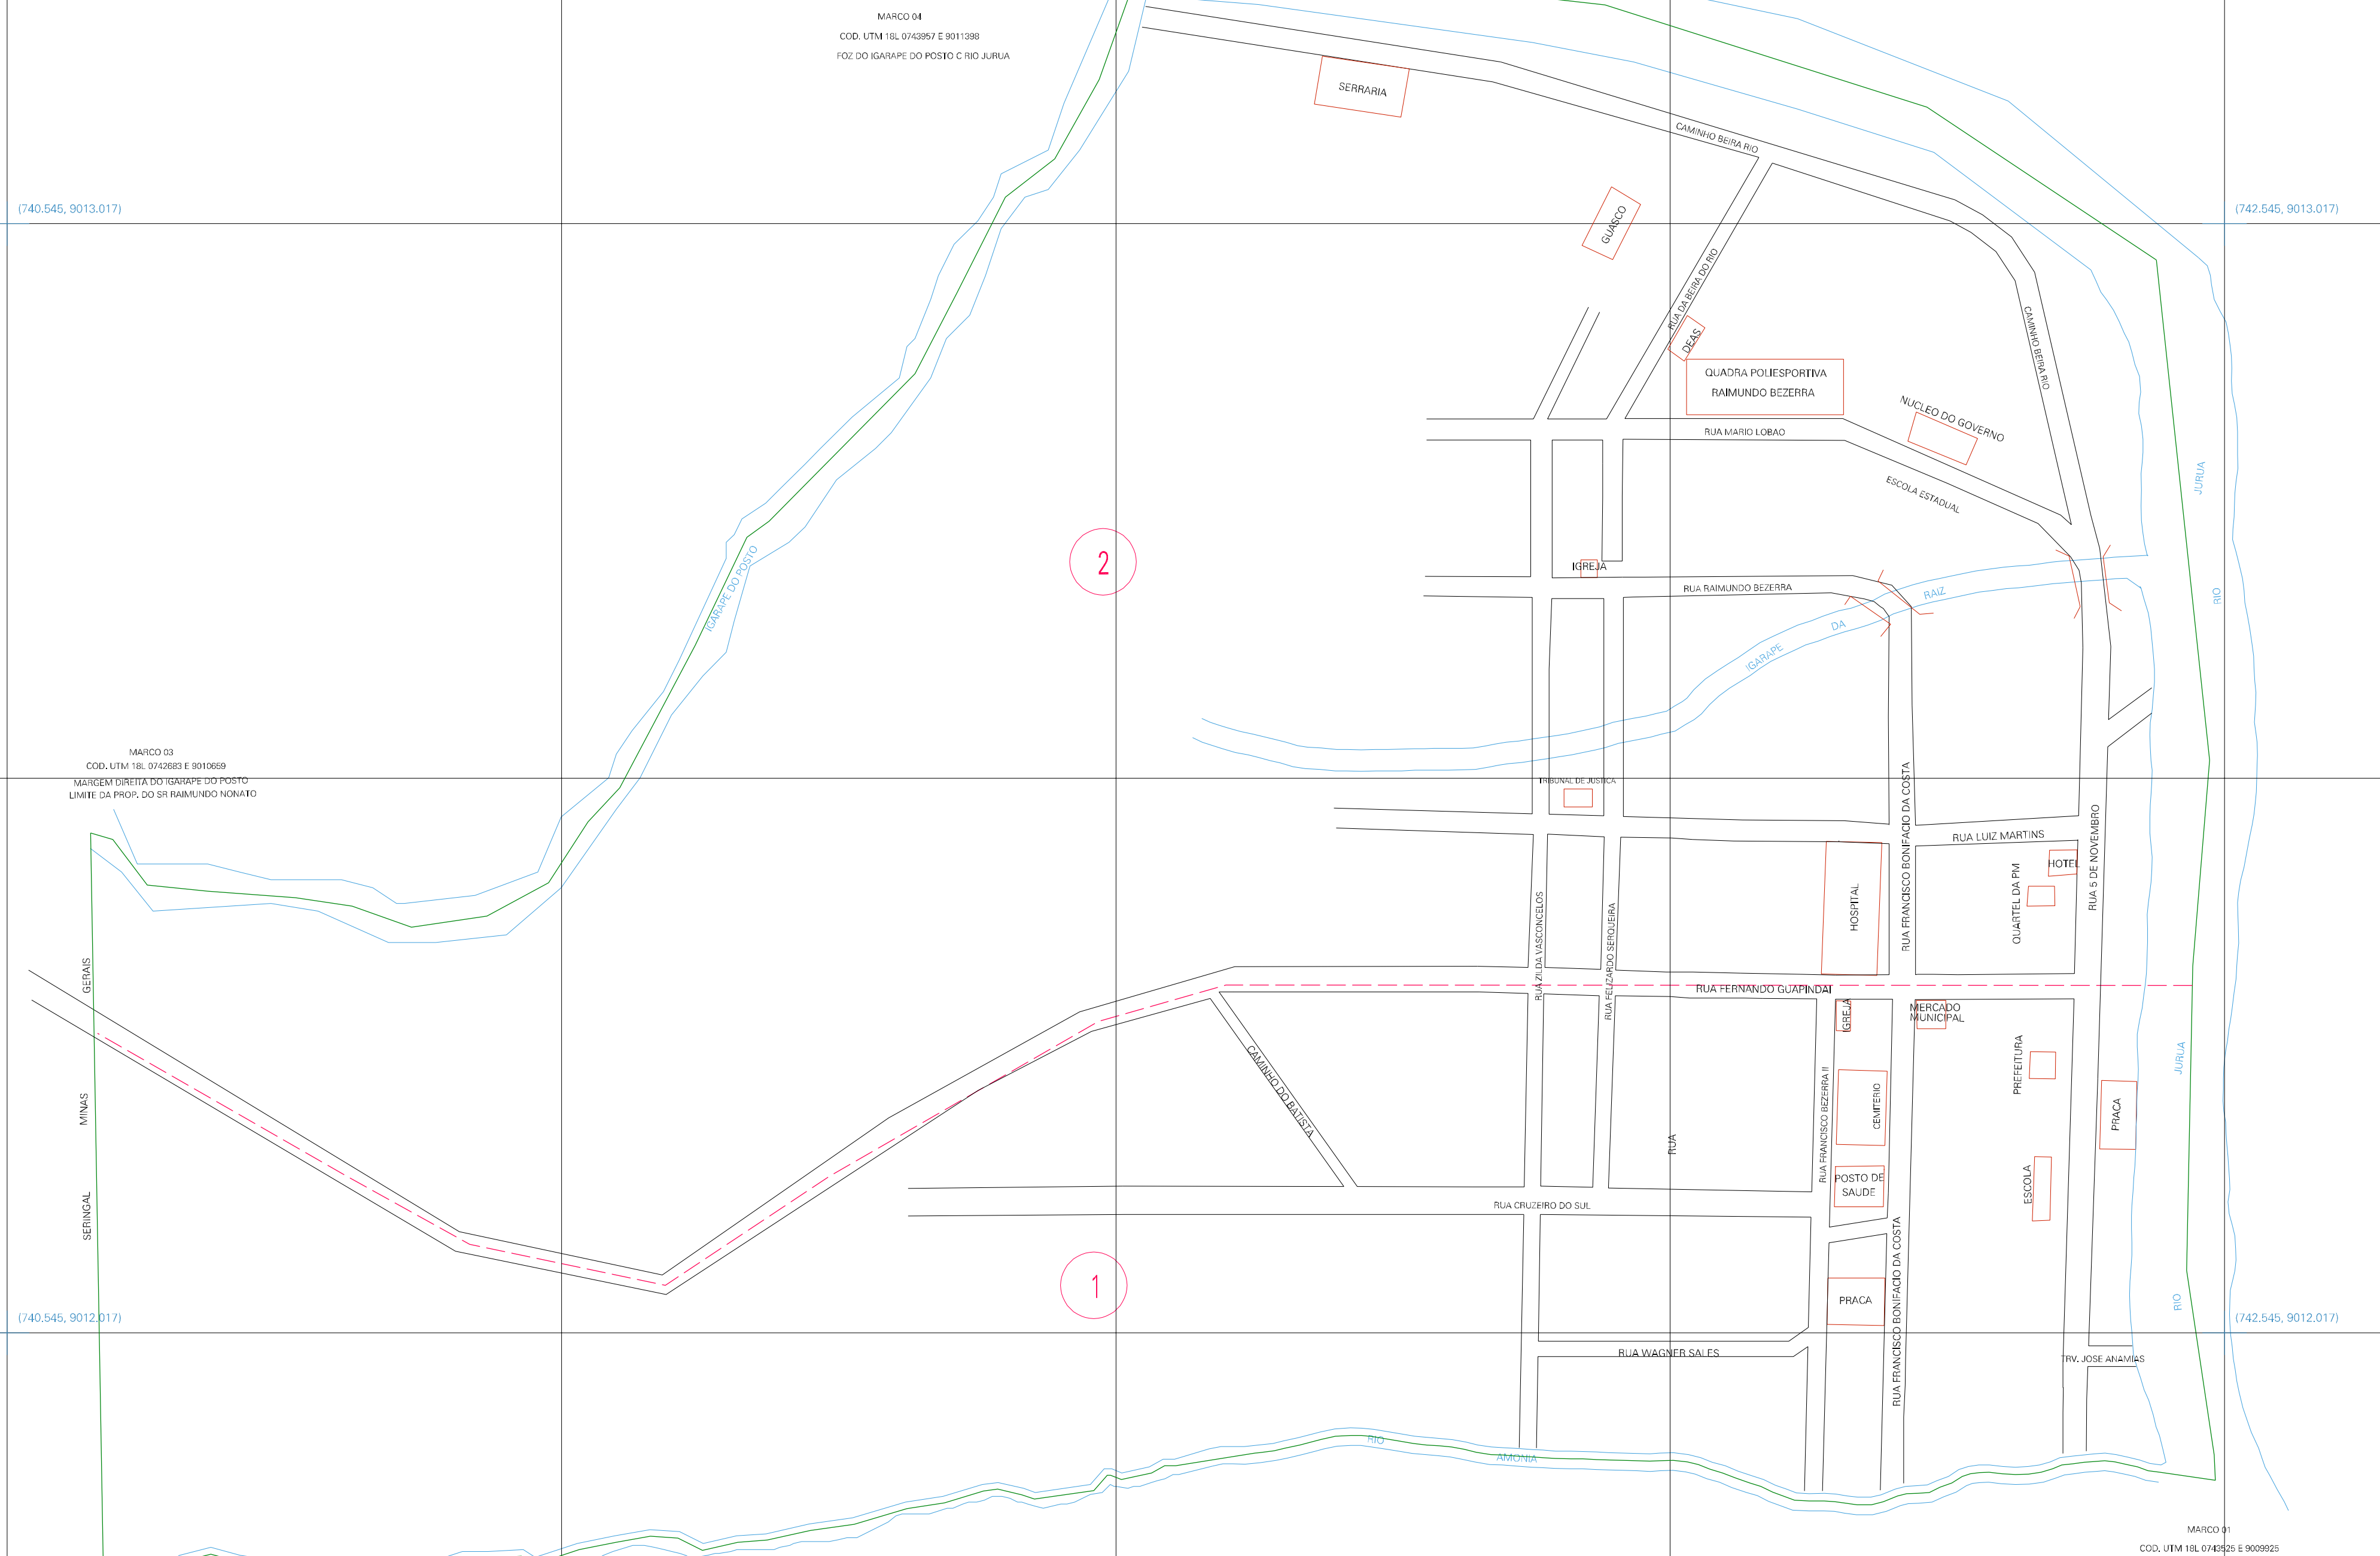 MARCO 04
COD. UTM 18L 0743957 E 9011398
FOZ DO IGARAPE DO POSTO C RIO JURUA
SERRARIA
CAMINHO BEIRA RIO
(740.545, 9013.017)
(742.545, 9013.017)
GUASCO
RUA DA BEIRA DO RIO
DEAS
CAMINHO BEIRA RIO
QUADRA POLIESPORTIVA
RAIMUNDO BEZERRA
NUCLEO DO GOVERNO
RUA MARIO LOBAO
ESCOLA ESTADUAL
JURUA
RIO
2
IGARAPE DO POSTO
IGREJA
RUA RAIMUNDO BEZERRA
IGARAPE
DA
RAIZ
MARCO 03
COD. UTM 18L 0742683 E 9010659
MARGEM DIREITA DO IGARAPE DO POSTO
LIMITE DA PROP. DO SR RAIMUNDO NONATO
TRIBUNAL DE JUSTICA
RUA FRANCISCO BONIFACIO DA COSTA
RUA LUIZ MARTINS
RUA 5 DE NOVEMBRO
HOTEL
QUARTEL DA PM
HOSPITAL
RUA ZILDA VASCONCELOS
RUA FELIZARDO SERQUEIRA
RUA FERNANDO GUAPINDAI
IGREJA
MERCADO
MUNICIPAL
SERINGAL
MINAS
GERAIS
CAMINHO DO BATISTA
RUA
RUA FRANCISCO BEZERRA II
CEMITERIO
PREFEITURA
PRACA
JURUA
RIO
POSTO DE
SAUDE
ESCOLA
RUA CRUZEIRO DO SUL
1
PRACA
RUA FRANCISCO BONIFACIO DA COSTA
(740.545, 9012.017)
(742.545, 9012.017)
RUA WAGNER SALES
TRV. JOSE ANAMIAS
RIO
AMONIA
MARCO 01
COD. UTM 18L 0743525 E 9009925